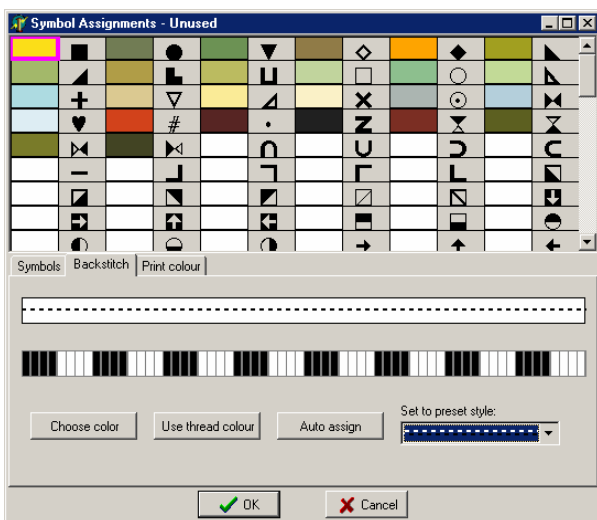 Symbol Assignments - Unused
Symbols Backstitch Print colour
Set to preset style:
Choose color Use thread colour Auto assign
OK Cancel